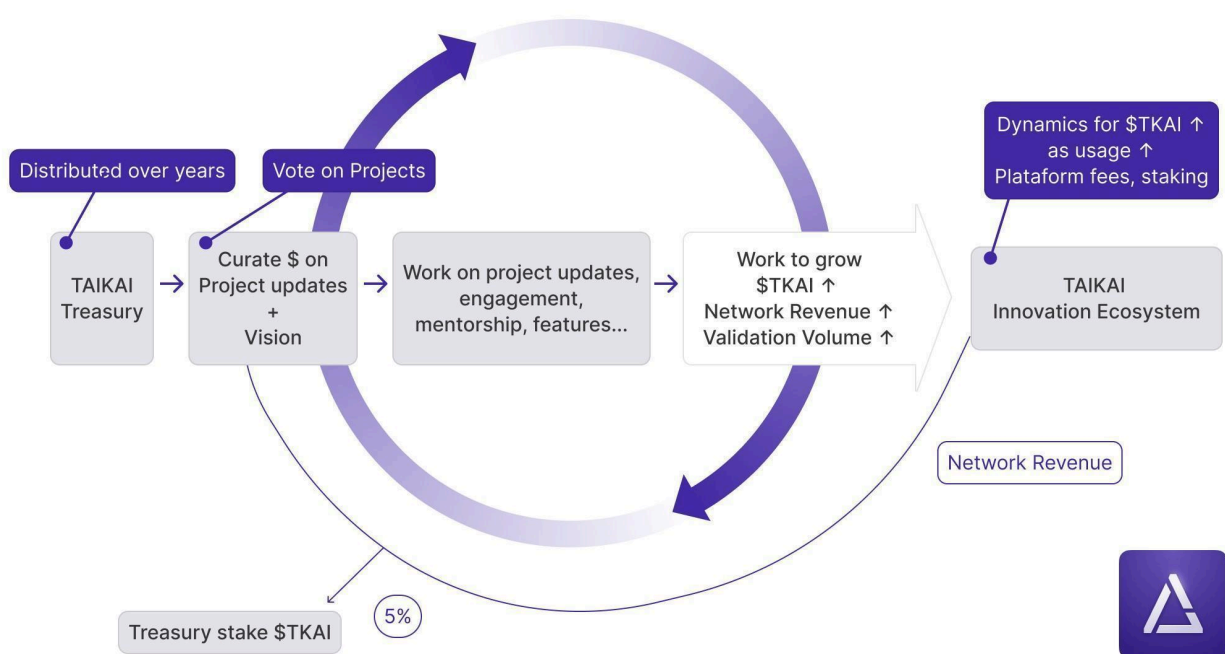 Dynamics for $TKAI ↑
as usage ↑
Plataform fees, staking
Distributed over years
Vote on Projects
TAIKAI
Treasury
Curate $ on
Project updates
+
Vision
Work on project updates,
engagement,
mentorship, features...
Work to grow
$TKAI ↑
Network Revenue ↑
Validation Volume ↑
TAIKAI
Innovation Ecosystem
Network Revenue
5%
Treasury stake $TKAI